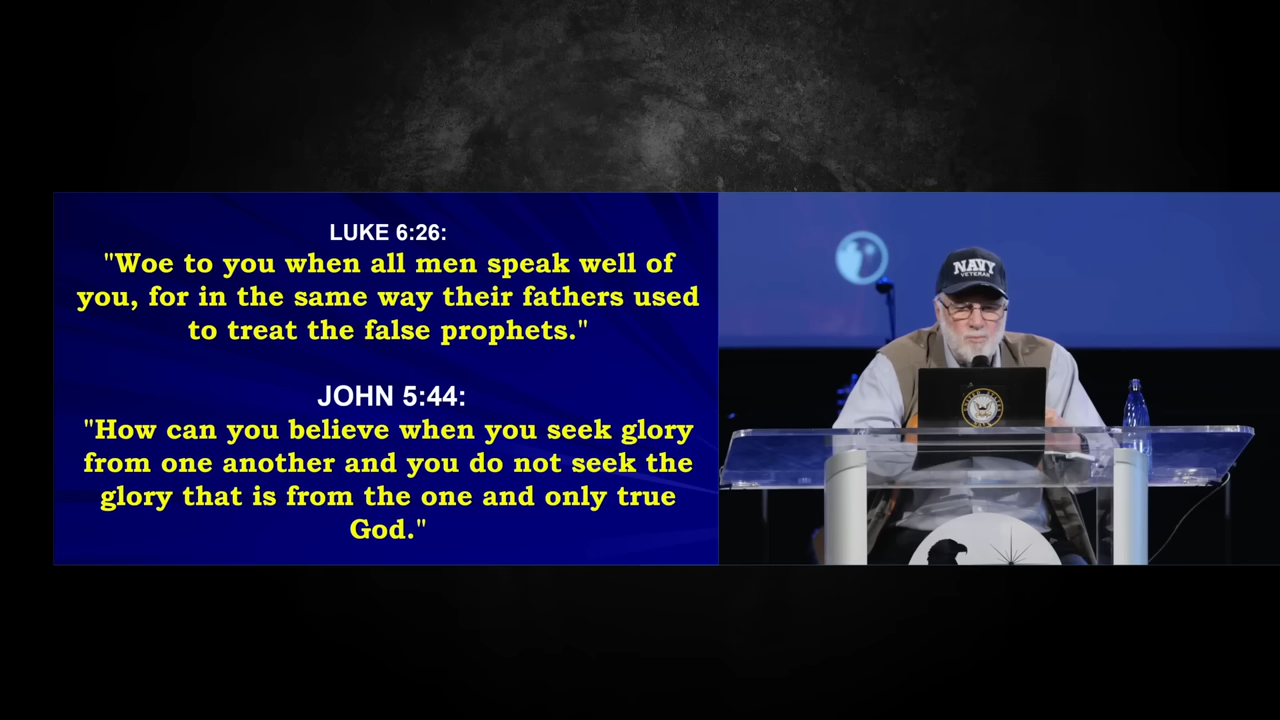 LUKE 6:26:
"Woe to you when all men speak well of
you, for in the same way their fathers used
to treat the false prophets."
JOHN 5:44:
"How can you believe when you seek glory
from one another and you do not seek the
glory that is from the one and only true
God."
NAVY
VETERAN